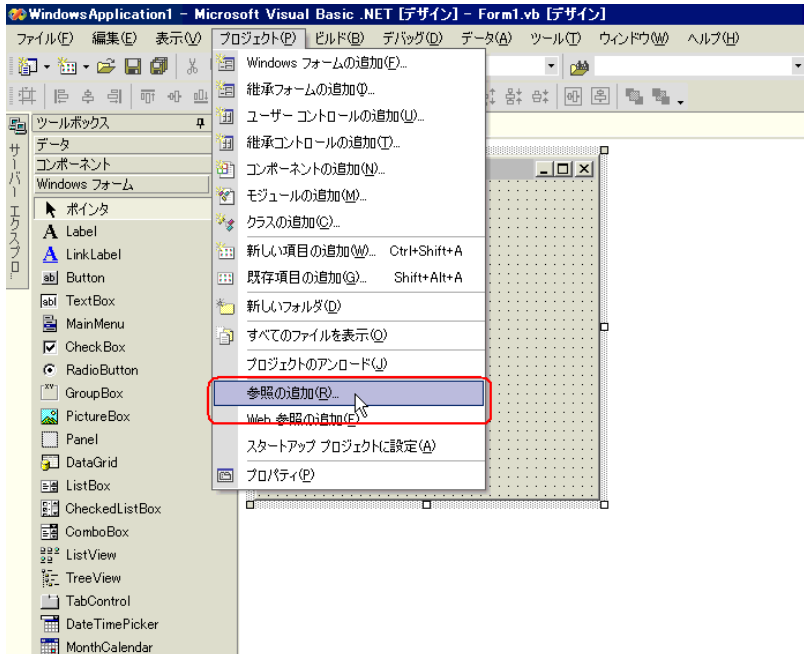 WindowsApplication1 - Microsoft Visual Basic .NET [デザイン] - Form1.vb [デザイン]
ファイル(F) 編集(E) 表示(V) プロジェクト(P) ビルド(B) デバッグ(D) データ(A) ツール(T) ウィンドウ(W) ヘルプ(H)
サーバー エクスプロ
ツールボックス
データ
コンポーネント
Windows フォーム
ポインタ
Label
LinkLabel
Button
TextBox
MainMenu
CheckBox
RadioButton
GroupBox
PictureBox
Panel
DataGrid
ListBox
CheckedListBox
ComboBox
ListView
TreeView
TabControl
DateTimePicker
MonthCalendar
Windows フォームの追加(F)...
継承フォームの追加(I)...
ユーザー コントロールの追加(U)...
継承コントロールの追加(T)...
コンポーネントの追加(N)...
モジュールの追加(M)...
クラスの追加(C)...
新しい項目の追加(W)... Ctrl+Shift+A
既存項目の追加(G)... Shift+Alt+A
新しいフォルダ(D)
すべてのファイルを表示(O)
プロジェクトのアンロード(J)
参照の追加(R)...
Web 参照の追加(E)
スタートアップ プロジェクトに設定(A)
プロパティ(P)